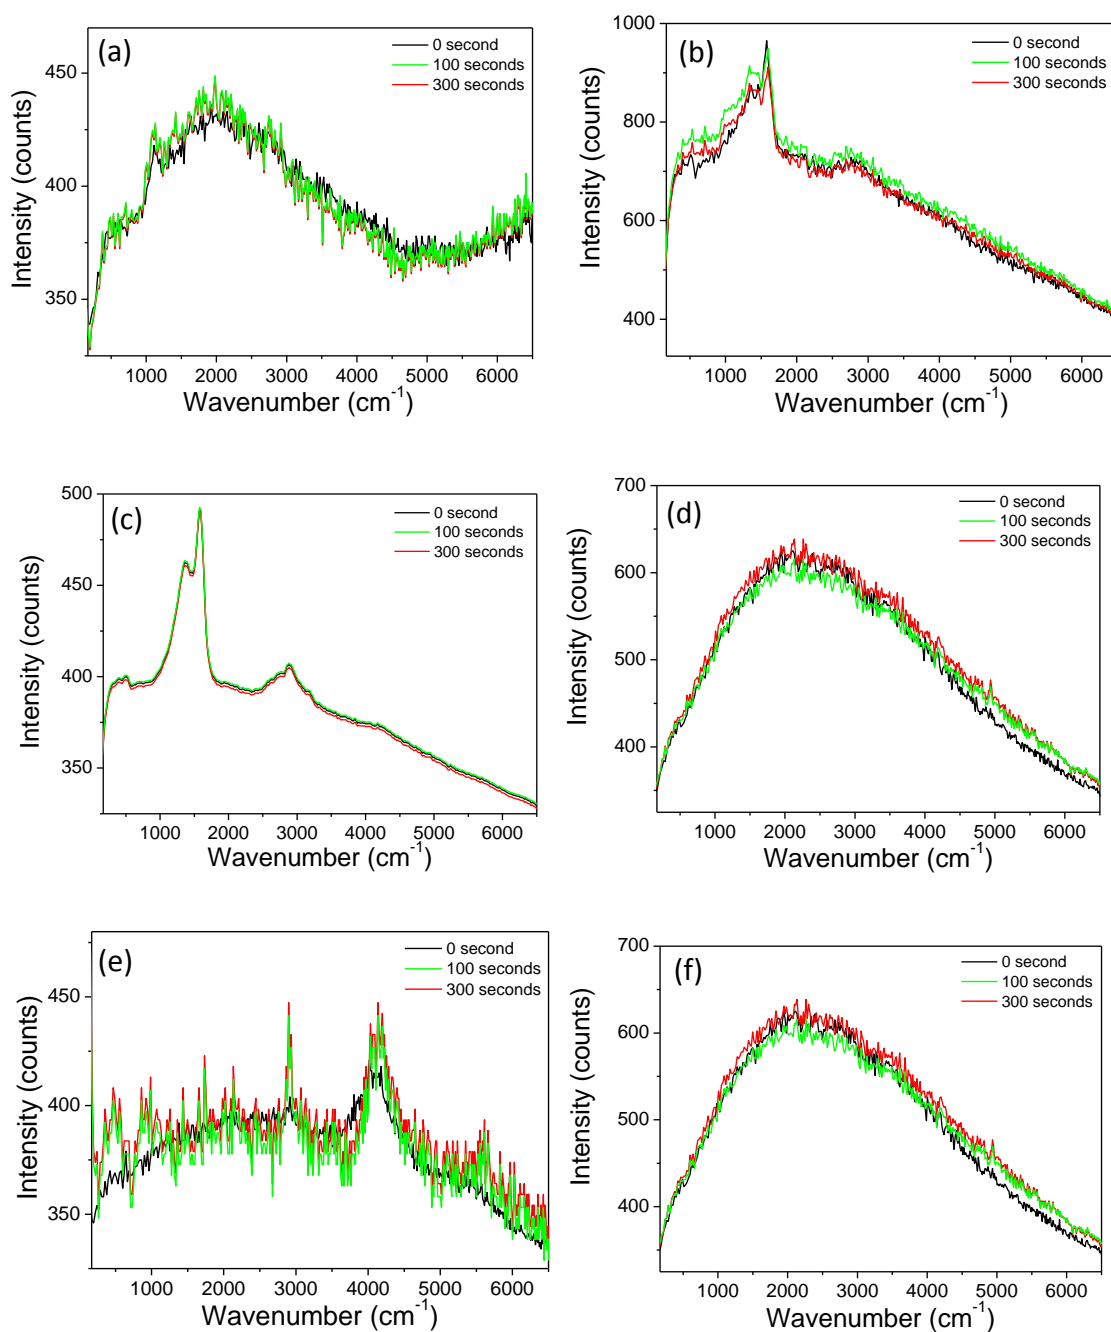 (a)
0 second
100 seconds
300 seconds
450
400
350
Intensity (counts)
1000 2000 3000 4000 5000 6000
Wavenumber (cm-1)
(b)
0 second
100 seconds
300 seconds
1000
800
600
400
Intensity (counts)
1000 2000 3000 4000 5000 6000
Wavenumber (cm-1)
(c)
0 second
100 seconds
300 seconds
500
450
400
350
Intensity (counts)
1000 2000 3000 4000 5000 6000
Wavenumber (cm-1)
(d)
0 second
100 seconds
300 seconds
700
600
500
400
Intensity (counts)
1000 2000 3000 4000 5000 6000
Wavenumber (cm-1)
(e)
0 second
100 seconds
300 seconds
450
400
350
Intensity (counts)
1000 2000 3000 4000 5000 6000
Wavenumber (cm-1)
(f)
0 second
100 seconds
300 seconds
700
600
500
400
Intensity (counts)
1000 2000 3000 4000 5000 6000
Wavenumber (cm-1)